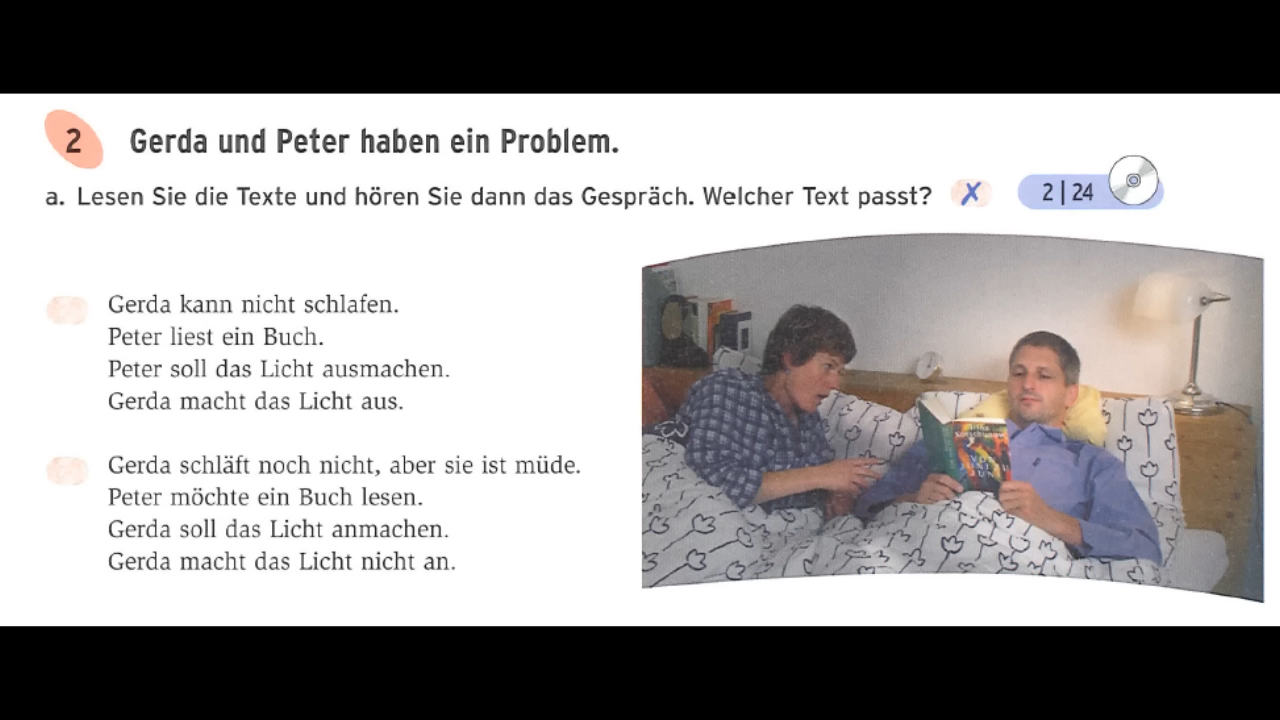 2 Gerda und Peter haben ein Problem.
a. Lesen Sie die Texte und hören Sie dann das Gespräch. Welcher Text passt? X 2|24
Gerda kann nicht schlafen.
Peter liest ein Buch.
Peter soll das Licht ausmachen.
Gerda macht das Licht aus.
Gerda schläft noch nicht, aber sie ist müde.
Peter möchte ein Buch lesen.
Gerda soll das Licht anmachen.
Gerda macht das Licht nicht an.